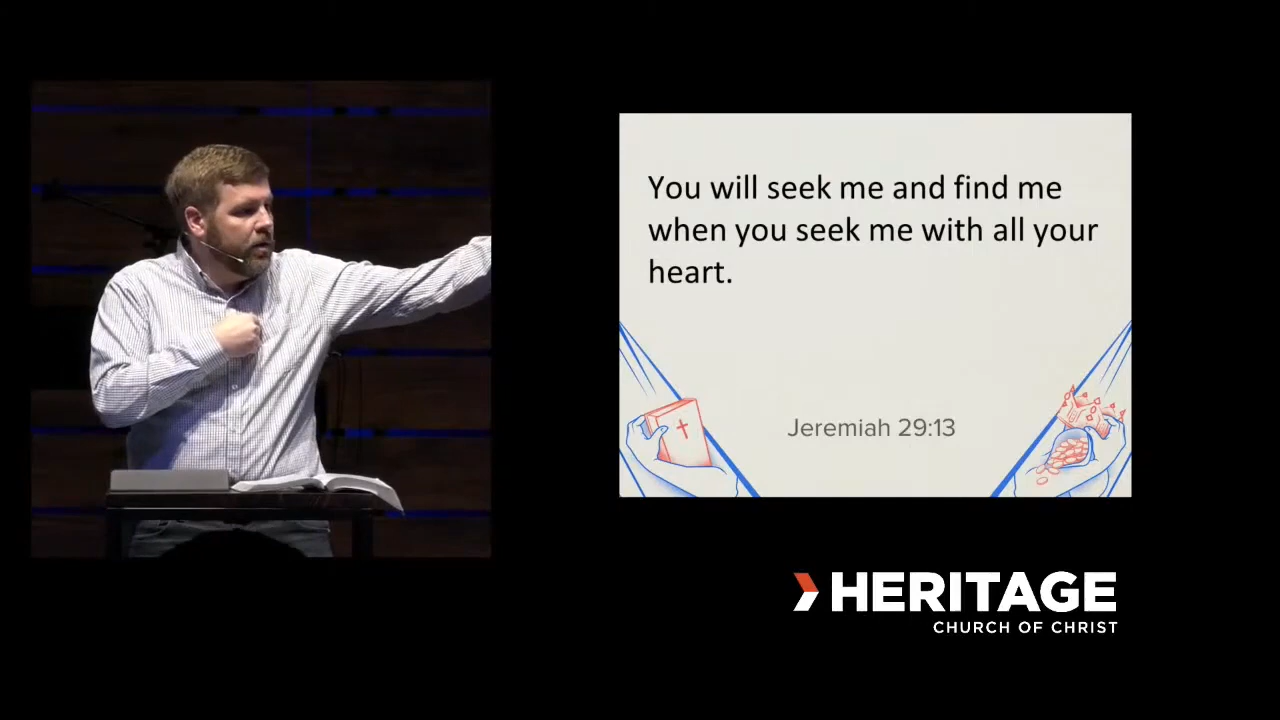 You will seek me and find me
when you seek me with all your
heart.
Jeremiah 29:13
HERITAGE
CHURCH OF CHRIST